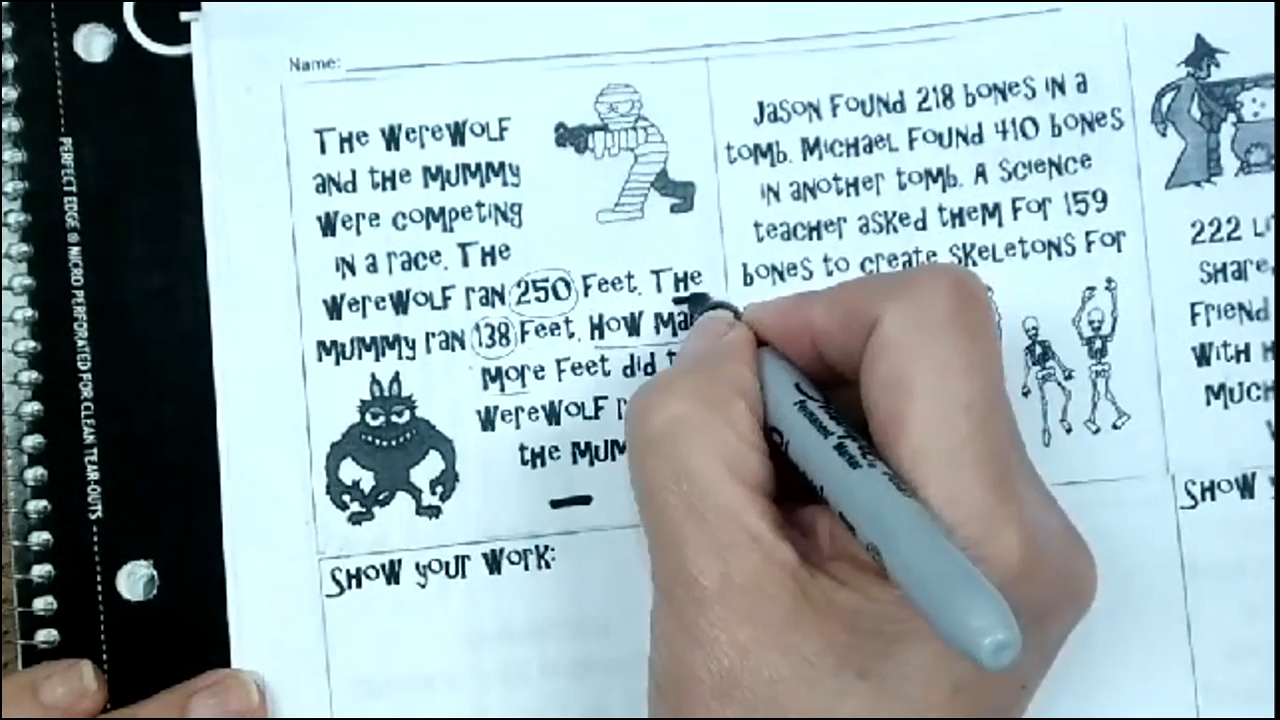 PERFECT EDGE ® MICRO PERFORATED FOR CLEAN TEAR-OUTS
Name:
THE WereWOLF
and THE MUMMy
Were competing
IN a race. THE
WereWOLF ran 250 Feet. THe
MUMMy ran 138 Feet. HOW
More Feet did
WereWOLF
THE
SHOW yOUr WOrK:
Jason FOUNd 218 bONeS IN a
tomb. MICHaeL FOUNd 410 bONeS
IN aNOTHer tomb. A SCIeNCe
teacHer asKed tHeM FOr 159
bONeS to create SKeLetONS FOr
222
SHare.
FrIeNd
WITH
MUCH
SHOW
Sharpie